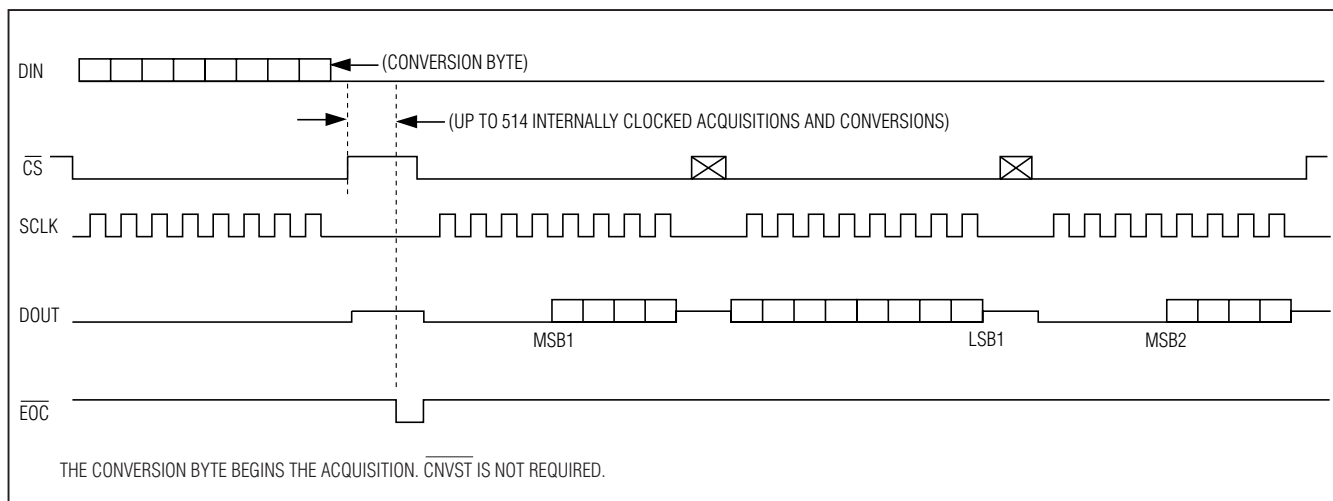 DIN
(CONVERSION BYTE)
(UP TO 514 INTERNALLY CLOCKED ACQUISITIONS AND CONVERSIONS)
CS
SCLK
DOUT
MSB1
LSB1
MSB2
EOC
THE CONVERSION BYTE BEGINS THE ACQUISITION. CNVST IS NOT REQUIRED.